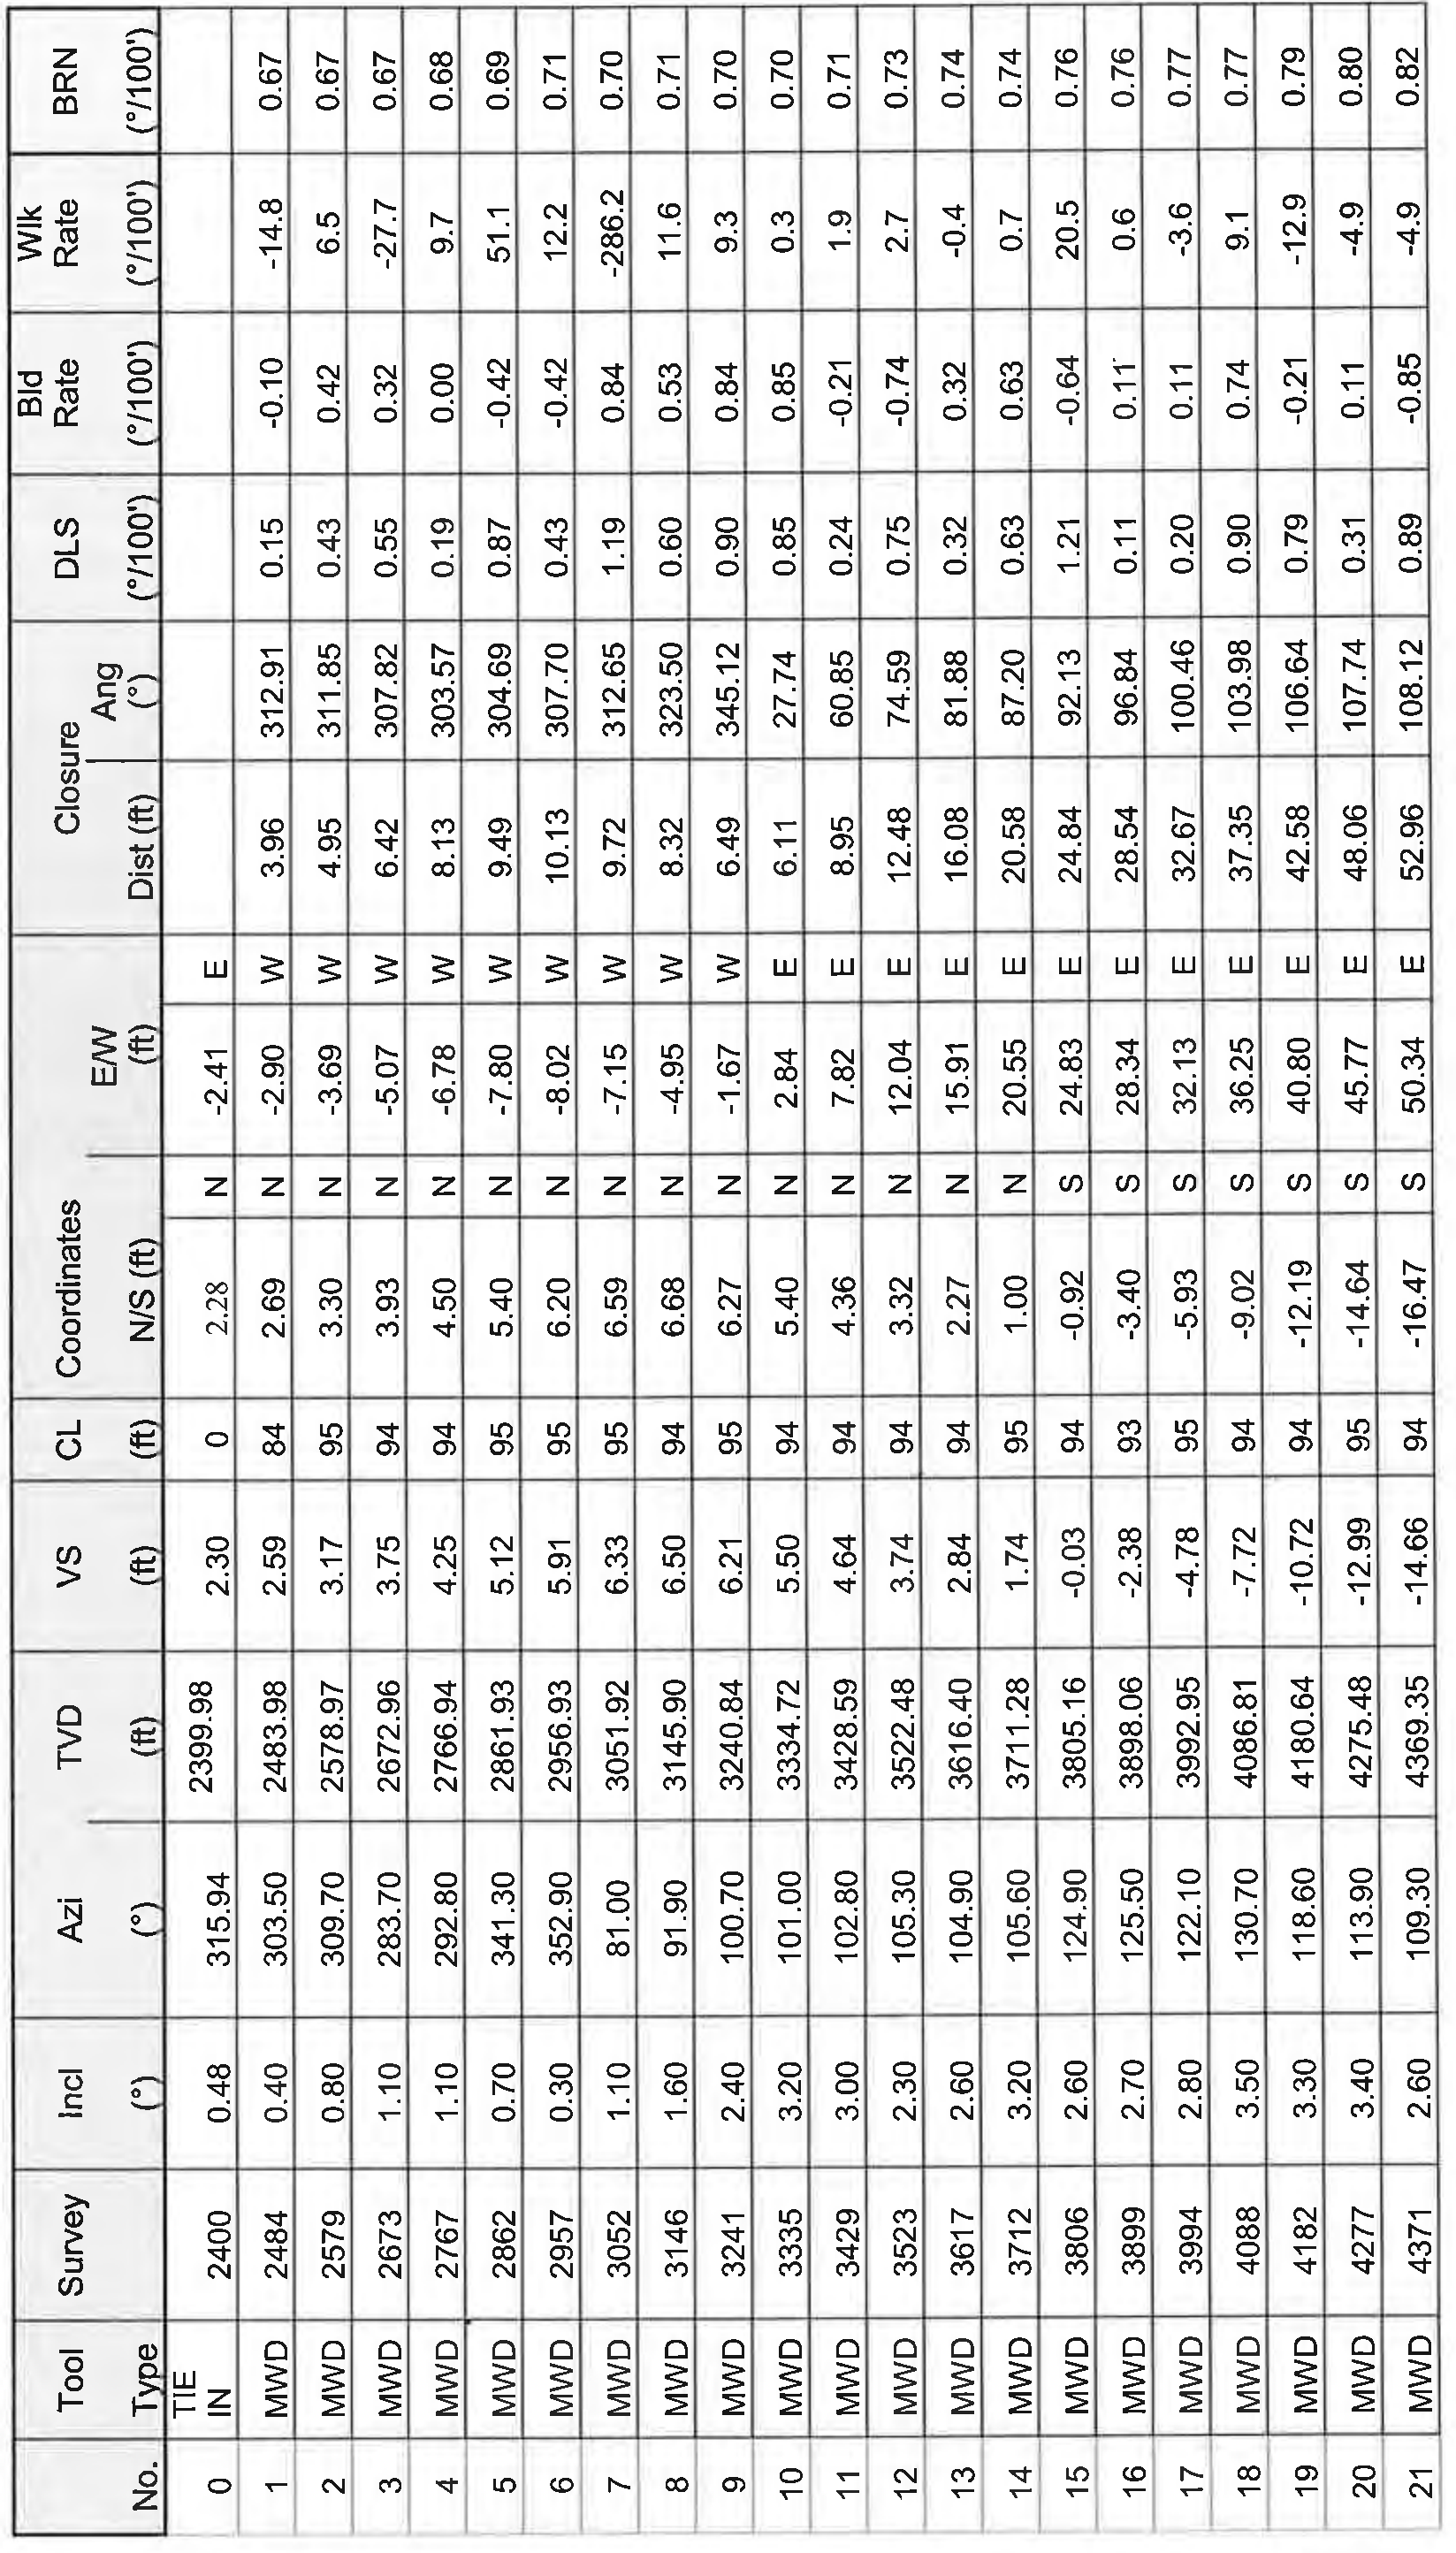 Tool Survey Incl Azi TVD VS CL Coordinates Closure DLS Bld Rate Wlk Rate BRN
No. Type (°) (°) (ft) (ft) (ft) N/S (ft) E/W (ft) Dist (ft) Ang (°) (°/100') (°/100') (°/100') (°/100')
0 TIE IN 2400 0.48 315.94 2399.98 2.30 0 2.28 N -2.41 E
1 MWD 2484 0.40 303.50 2483.98 2.59 84 2.69 N -2.90 W 3.96 312.91 0.15 -0.10 -14.8 0.67
2 MWD 2579 0.80 309.70 2578.97 3.17 95 3.30 N -3.69 W 4.95 311.85 0.43 0.42 6.5 0.67
3 MWD 2673 1.10 283.70 2672.96 3.75 94 3.93 N -5.07 W 6.42 307.82 0.55 0.32 -27.7 0.67
4 MWD 2767 1.10 292.80 2766.94 4.25 94 4.50 N -6.78 W 8.13 303.57 0.19 0.00 9.7 0.68
5 MWD 2862 0.70 341.30 2861.93 5.12 95 5.40 N -7.80 W 9.49 304.69 0.87 -0.42 51.1 0.69
6 MWD 2957 0.30 352.90 2956.93 5.91 95 6.20 N -8.02 W 10.13 307.70 0.43 -0.42 12.2 0.71
7 MWD 3052 1.10 81.00 3051.92 6.33 95 6.59 N -7.15 W 9.72 312.65 1.19 0.84 -286.2 0.70
8 MWD 3146 1.60 91.90 3145.90 6.50 94 6.68 N -4.95 W 8.32 323.50 0.60 0.53 11.6 0.71
9 MWD 3241 2.40 100.70 3240.84 6.21 95 6.27 N -1.67 W 6.49 345.12 0.90 0.84 9.3 0.70
10 MWD 3335 3.20 101.00 3334.72 5.50 94 5.40 N 2.84 E 6.11 27.74 0.85 0.85 0.3 0.70
11 MWD 3429 3.00 102.80 3428.59 4.64 94 4.36 N 7.82 E 8.95 60.85 0.24 -0.21 1.9 0.71
12 MWD 3523 2.30 105.30 3522.48 3.74 94 3.32 N 12.04 E 12.48 74.59 0.75 -0.74 2.7 0.73
13 MWD 3617 2.60 104.90 3616.40 2.84 94 2.27 N 15.91 E 16.08 81.88 0.32 0.32 -0.4 0.74
14 MWD 3712 3.20 105.60 3711.28 1.74 95 1.00 N 20.55 E 20.58 87.20 0.63 0.63 0.7 0.74
15 MWD 3806 2.60 124.90 3805.16 -0.03 94 -0.92 S 24.83 E 24.84 92.13 1.21 -0.64 20.5 0.76
16 MWD 3899 2.70 125.50 3898.06 -2.38 93 -3.40 S 28.34 E 28.54 96.84 0.11 0.11 0.6 0.76
17 MWD 3994 2.80 122.10 3992.95 -4.78 95 -5.93 S 32.13 E 32.67 100.46 0.20 0.11 -3.6 0.77
18 MWD 4088 3.50 130.70 4086.81 -7.72 94 -9.02 S 36.25 E 37.35 103.98 0.90 0.74 9.1 0.77
19 MWD 4182 3.30 118.60 4180.64 -10.72 94 -12.19 S 40.80 E 42.58 106.64 0.79 -0.21 -12.9 0.79
20 MWD 4277 3.40 113.90 4275.48 -12.99 95 -14.64 S 45.77 E 48.06 107.74 0.31 0.11 -4.9 0.80
21 MWD 4371 2.60 109.30 4369.35 -14.66 94 -16.47 S 50.34 E 52.96 108.12 0.89 -0.85 -4.9 0.82